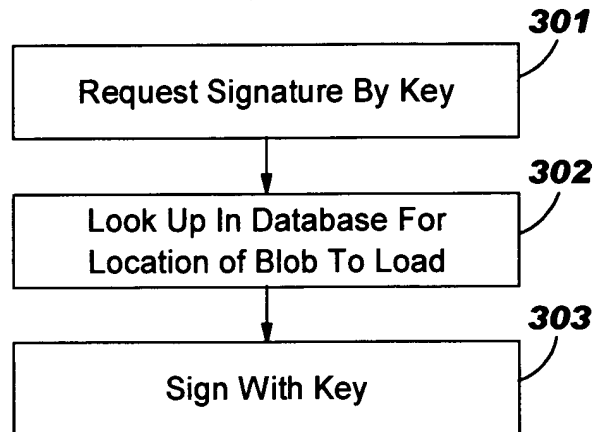 301
Request Signature By Key
302
Look Up In Database For
Location of Blob To Load
303
Sign With Key